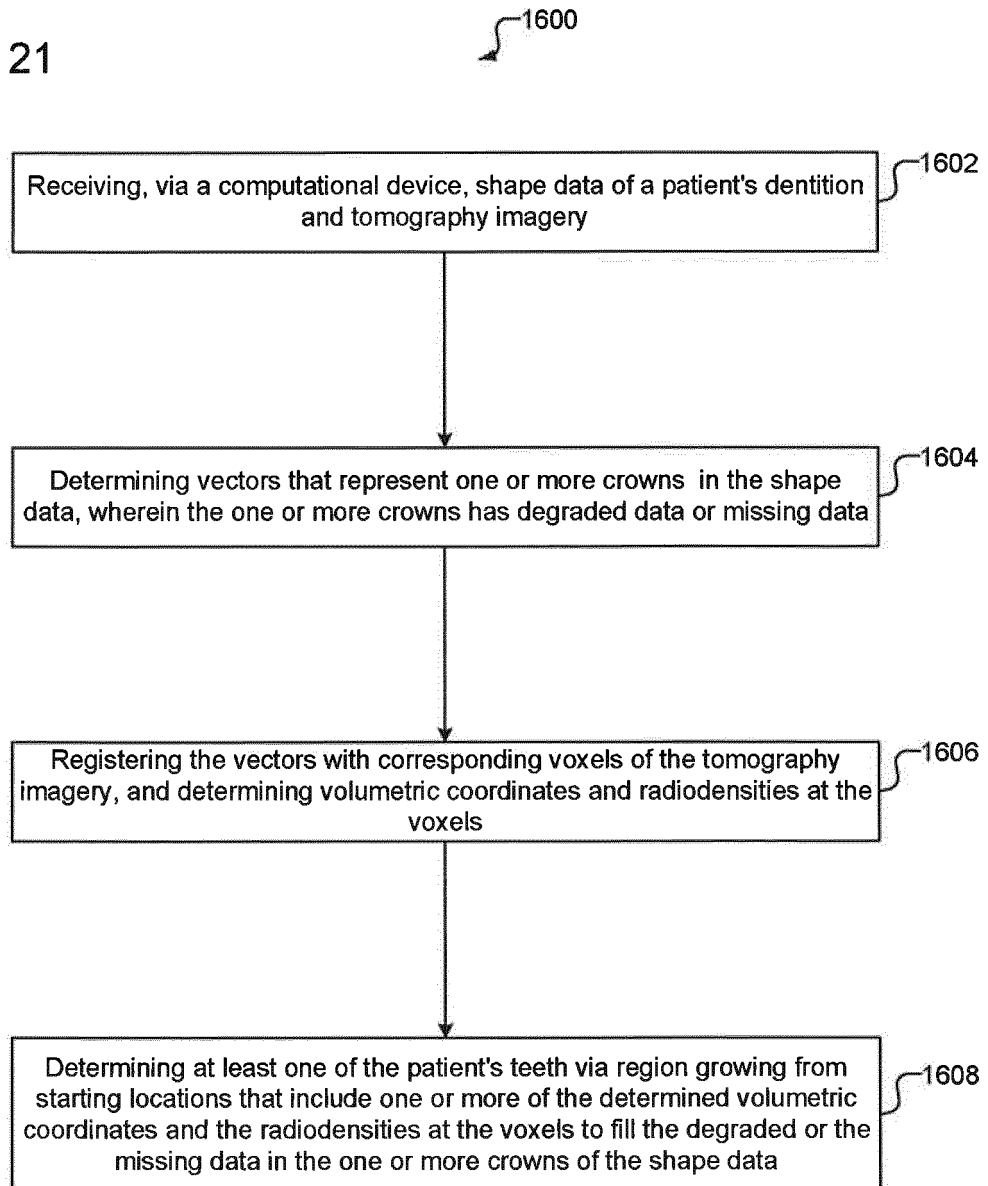 21
1600
1602
Receiving, via a computational device, shape data of a patient's dentition
and tomography imagery
1604
Determining vectors that represent one or more crowns in the shape
data, wherein the one or more crowns has degraded data or missing data
1606
Registering the vectors with corresponding voxels of the tomography
imagery, and determining volumetric coordinates and radiodensities at the
voxels
1608
Determining at least one of the patient's teeth via region growing from
starting locations that include one or more of the determined volumetric
coordinates and the radiodensities at the voxels to fill the degraded or the
missing data in the one or more crowns of the shape data